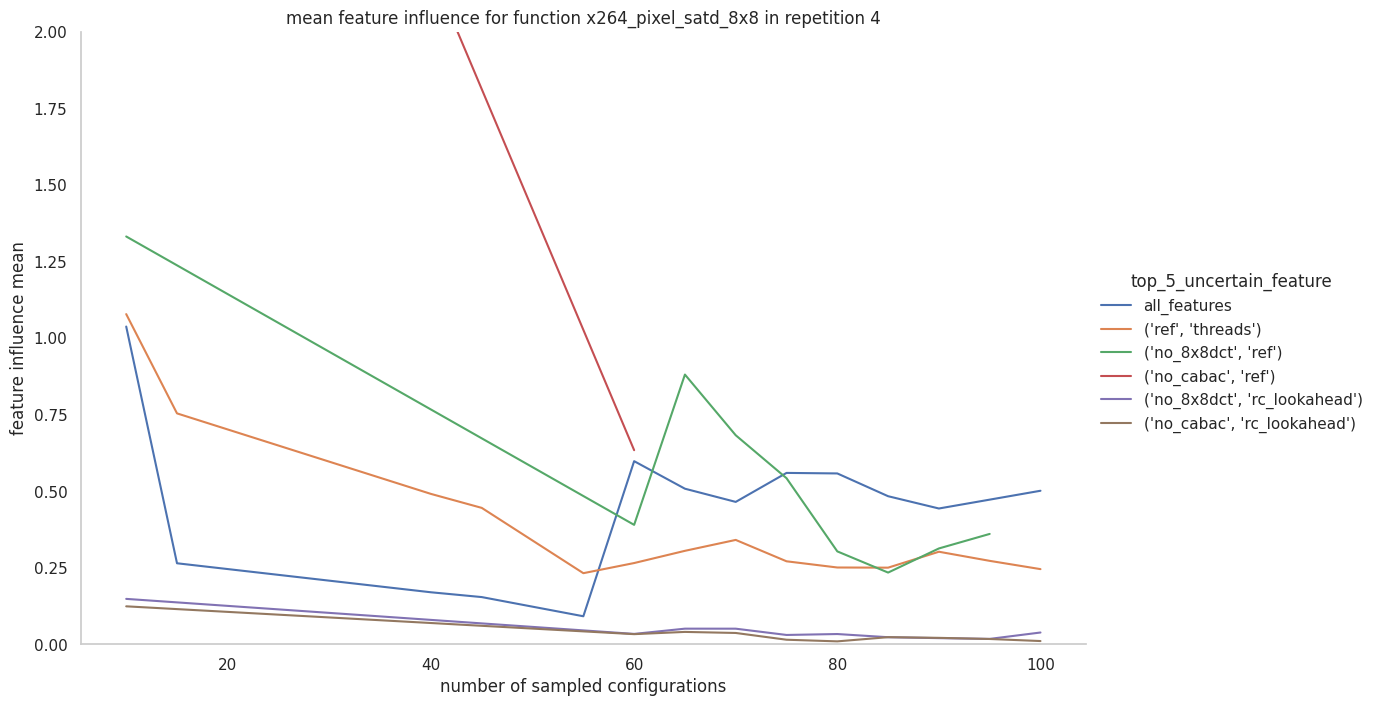 mean feature influence for function x264_pixel_satd_8x8 in repetition 4
2.00
1.75
1.50
1.25
1.00
0.75
0.50
0.25
0.00
feature influence mean
20
40
60
80
100
number of sampled configurations
top_5_uncertain_feature
all_features
('ref', 'threads')
('no_8x8dct', 'ref')
('no_cabac', 'ref')
('no_8x8dct', 'rc_lookahead')
('no_cabac', 'rc_lookahead')